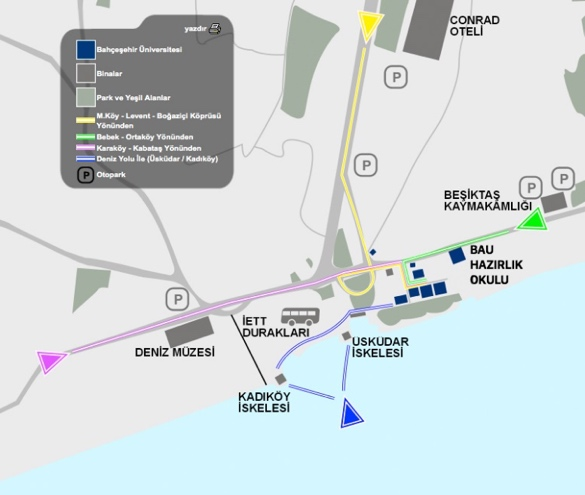 yazdır
Bahçeşehir Üniversitesi
Binalar
Park ve Yeşil Alanlar
M.Köy - Levent - Boğaziçi Köprüsü
Yönünden
Bebek - Ortaköy Yönünden
Karaköy - Kabataş Yönünden
Deniz Yolu İle (Üsküdar / Kadıköy)
P Otopark
CONRAD
OTELİ
P
P
P
P
BEŞİKTAŞ
KAYMAKAMLIĞI
BAU
HAZIRLIK
OKULU
P
İETT
DURAKLARI
DENİZ MÜZESİ
USKUDAR
İSKELESİ
KADIKÖY
İSKELESİ